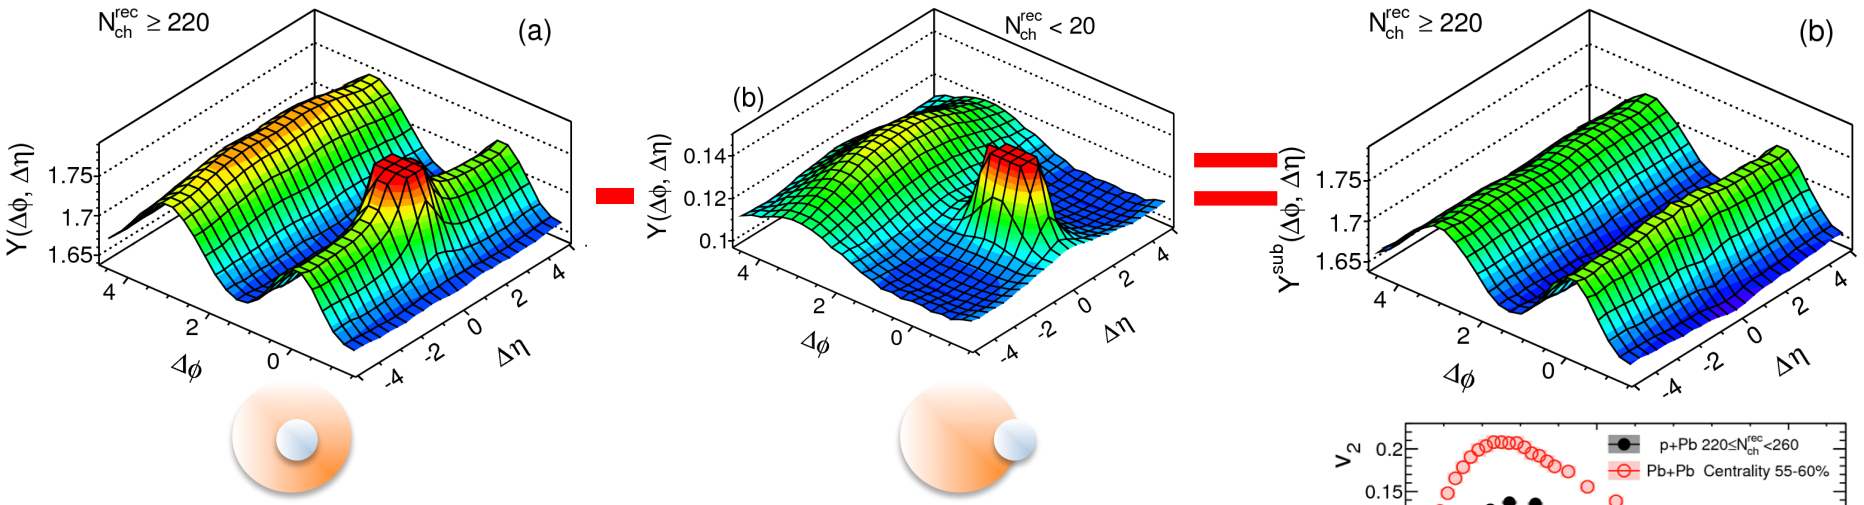 N_ch^rec ≥ 220
(a)
Y(Δϕ, Δη)
1.75
1.7
1.65
4
2
0
Δϕ
-4
-2
0
2
4
Δη
N_ch^rec < 20
(b)
Y(Δϕ, Δη)
0.14
0.12
0.1
4
2
0
Δϕ
-4
-2
0
2
4
Δη
N_ch^rec ≥ 220
(b)
Y^sub(Δϕ, Δη)
1.75
1.7
1.65
4
2
0
Δϕ
-4
-2
0
2
4
Δη
v_2
0.2
0.15
p+Pb 220≤N_ch^rec<260
Pb+Pb Centrality 55-60%